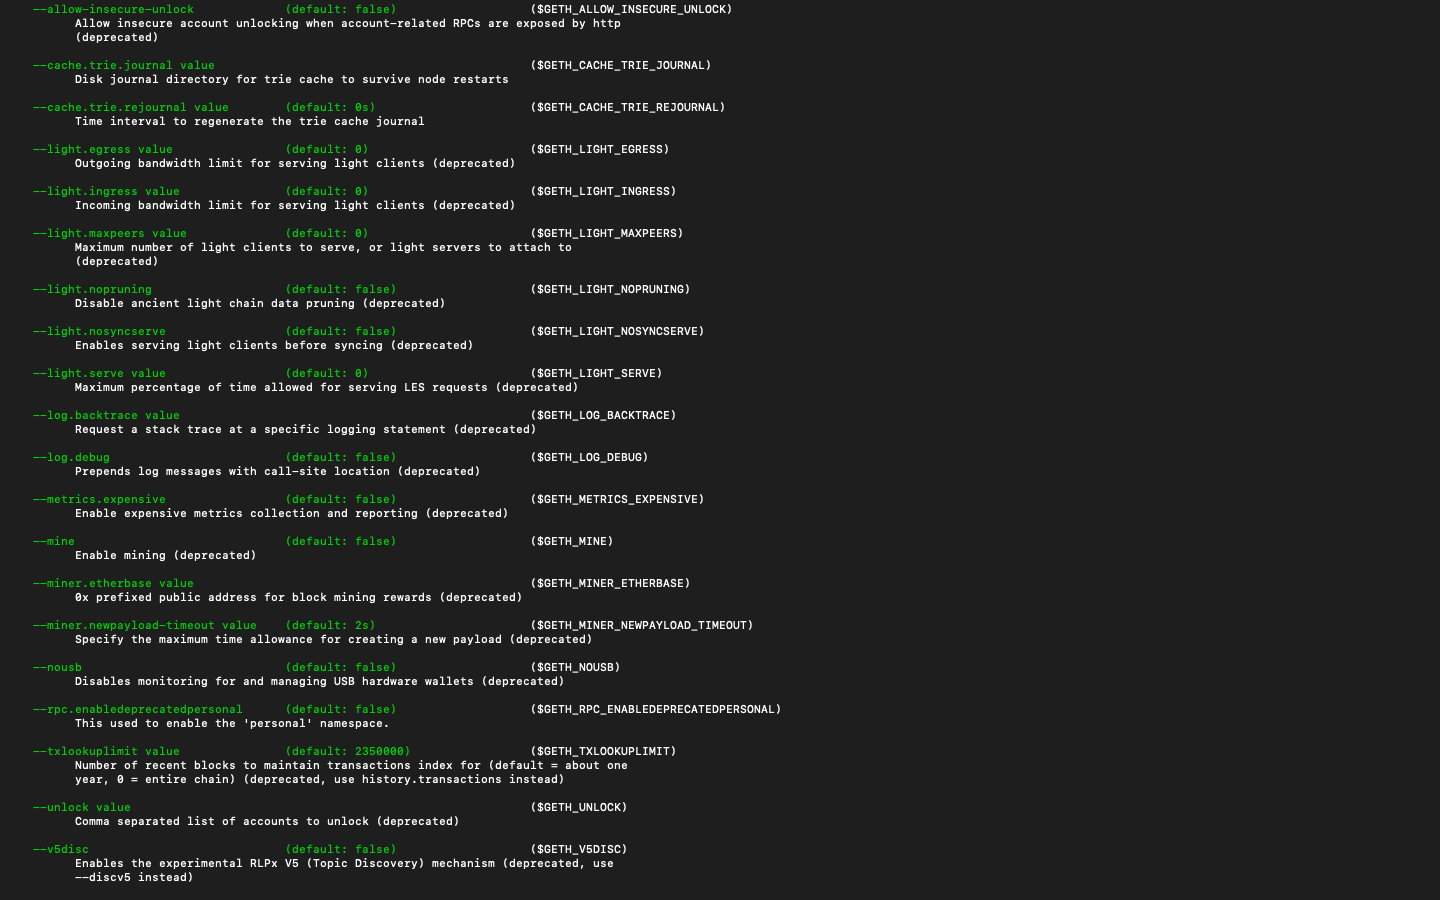 --allow-insecure-unlock (default: false) ($GETH_ALLOW_INSECURE_UNLOCK)
Allow insecure account unlocking when account-related RPCs are exposed by http
(deprecated)
--cache.trie.journal value ($GETH_CACHE_TRIE_JOURNAL)
Disk journal directory for trie cache to survive node restarts
--cache.trie.rejournal value (default: 0s) ($GETH_CACHE_TRIE_REJOURNAL)
Time interval to regenerate the trie cache journal
--light.egress value (default: 0) ($GETH_LIGHT_EGRESS)
Outgoing bandwidth limit for serving light clients (deprecated)
--light.ingress value (default: 0) ($GETH_LIGHT_INGRESS)
Incoming bandwidth limit for serving light clients (deprecated)
--light.maxpeers value (default: 0) ($GETH_LIGHT_MAXPEERS)
Maximum number of light clients to serve, or light servers to attach to
(deprecated)
--light.nopruning (default: false) ($GETH_LIGHT_NOPRUNING)
Disable ancient light chain data pruning (deprecated)
--light.nosyncserve (default: false) ($GETH_LIGHT_NOSYNCSERVE)
Enables serving light clients before syncing (deprecated)
--light.serve value (default: 0) ($GETH_LIGHT_SERVE)
Maximum percentage of time allowed for serving LES requests (deprecated)
--log.backtrace value ($GETH_LOG_BACKTRACE)
Request a stack trace at a specific logging statement (deprecated)
--log.debug (default: false) ($GETH_LOG_DEBUG)
Prepends log messages with call-site location (deprecated)
--metrics.expensive (default: false) ($GETH_METRICS_EXPENSIVE)
Enable expensive metrics collection and reporting (deprecated)
--mine (default: false) ($GETH_MINE)
Enable mining (deprecated)
--miner.etherbase value ($GETH_MINER_ETHERBASE)
0x prefixed public address for block mining rewards (deprecated)
--miner.newpayload-timeout value (default: 2s) ($GETH_MINER_NEWPAYLOAD_TIMEOUT)
Specify the maximum time allowance for creating a new payload (deprecated)
--nousb (default: false) ($GETH_NOUSB)
Disables monitoring for and managing USB hardware wallets (deprecated)
--rpc.enabledeprecatedpersonal (default: false) ($GETH_RPC_ENABLEDEPRECATEDPERSONAL)
This used to enable the 'personal' namespace.
--txlookuplimit value (default: 2350000) ($GETH_TXLOOKUPLIMIT)
Number of recent blocks to maintain transactions index for (default = about one
year, 0 = entire chain) (deprecated, use history.transactions instead)
--unlock value ($GETH_UNLOCK)
Comma separated list of accounts to unlock (deprecated)
--v5disc (default: false) ($GETH_V5DISC)
Enables the experimental RLPx V5 (Topic Discovery) mechanism (deprecated, use
--discv5 instead)